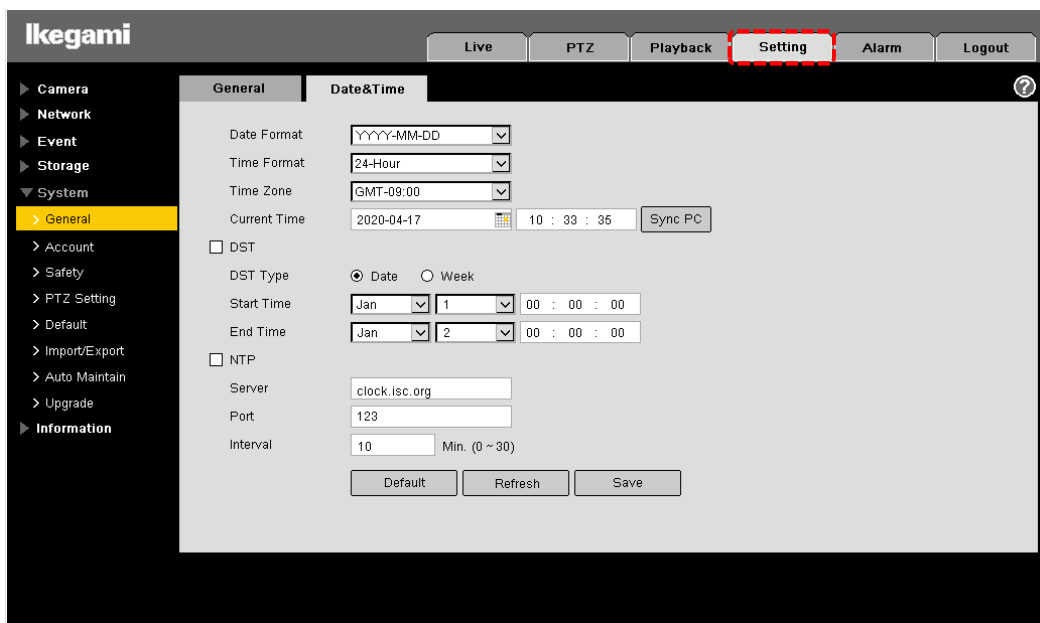 Ikegami
Live PTZ Playback Setting Alarm Logout
Camera
Network
Event
Storage
System
General
Account
Safety
PTZ Setting
Default
Import/Export
Auto Maintain
Upgrade
Information
General Date&Time
Date Format YYYY-MM-DD
Time Format 24-Hour
Time Zone GMT-09:00
Current Time 2020-04-17 10 : 33 : 35 Sync PC
DST
DST Type Date Week
Start Time Jan 1 00 : 00 : 00
End Time Jan 2 00 : 00 : 00
NTP
Server clock.isc.org
Port 123
Interval 10 Min. (0 ~ 30)
Default Refresh Save